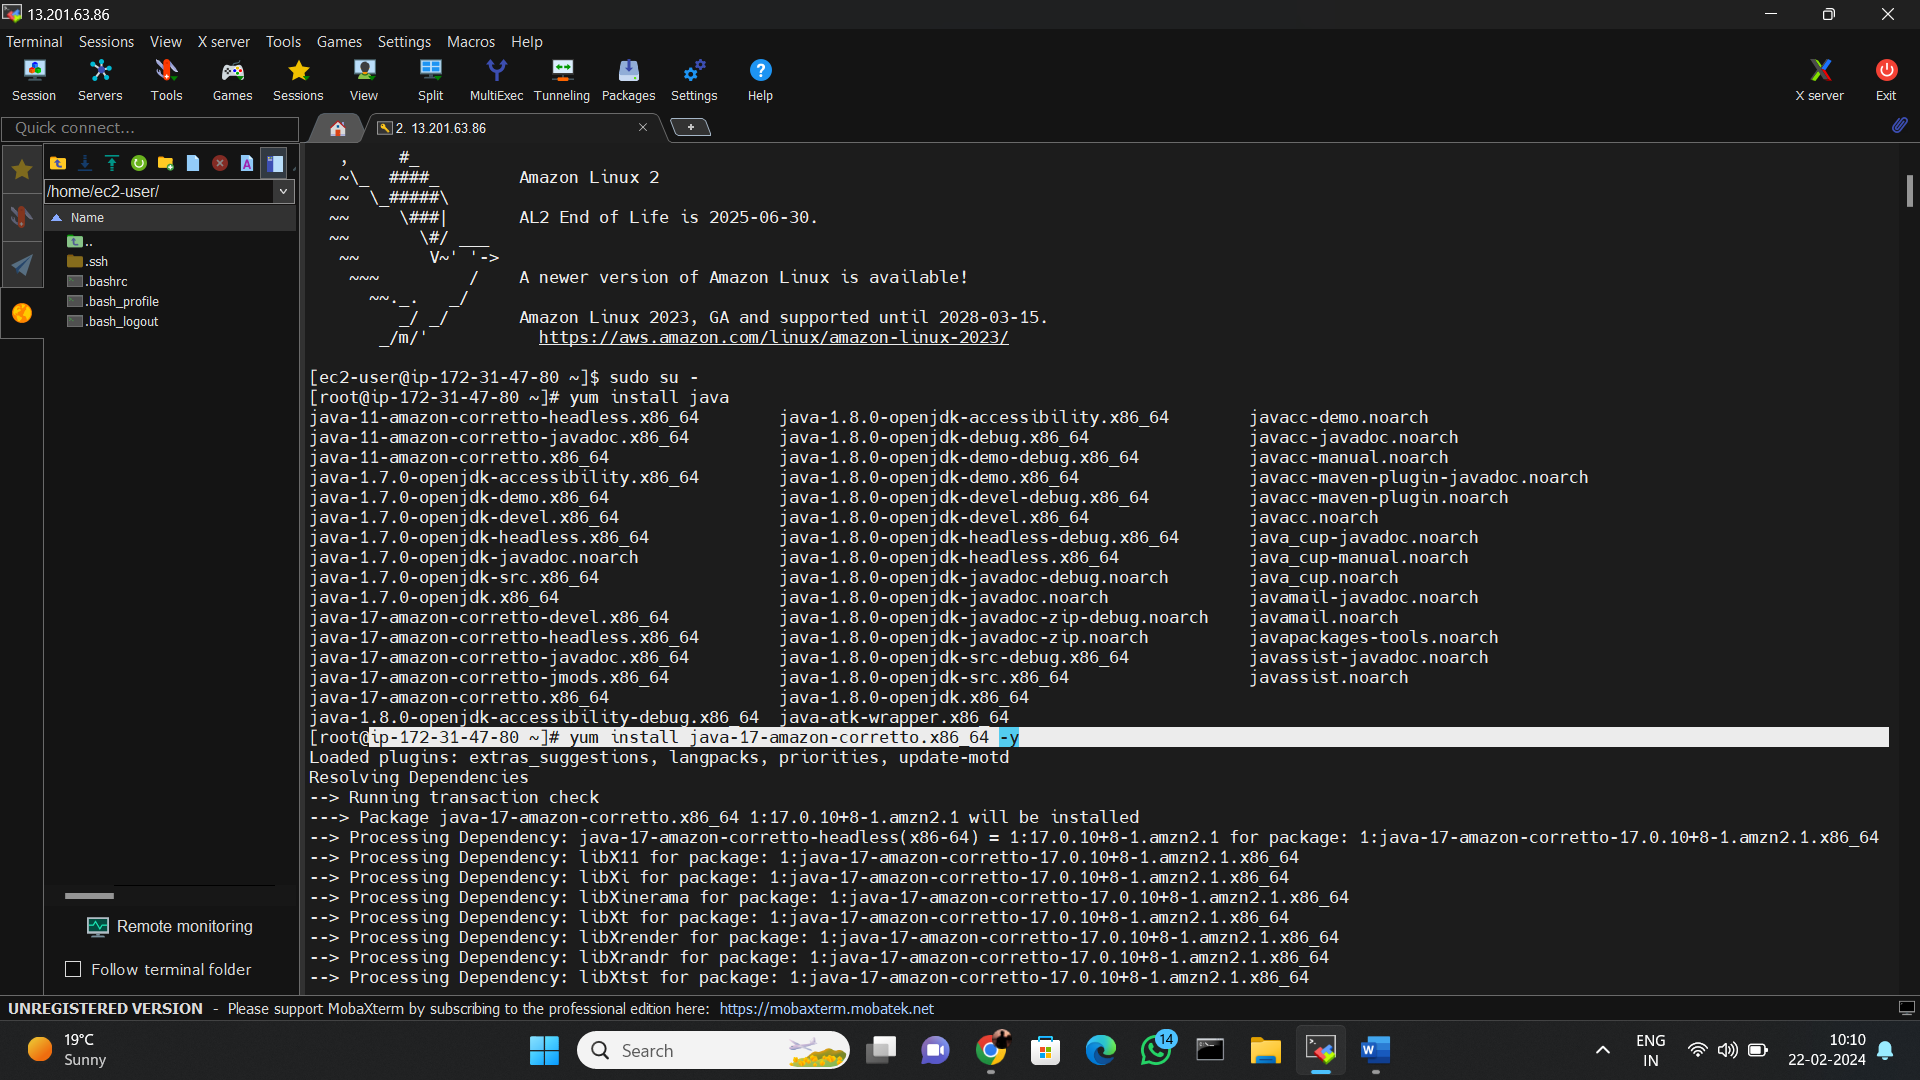 13.201.63.86
Terminal Sessions View X server Tools Games Settings Macros Help
Session Servers Tools Games Sessions View Split MultiExec Tunneling Packages Settings Help X server Exit
Quick connect...
2. 13.201.63.86
/home/ec2-user/
Name
..
.ssh
.bashrc
.bash_profile
.bash_logout
Remote monitoring
Follow terminal folder
   ,     #_
   ~\_  ####_        Amazon Linux 2
  ~~  \_#####\
  ~~     \###|       AL2 End of Life is 2025-06-30.
  ~~       \#/ ___
   ~~       V~' '->
    ~~~         /    A newer version of Amazon Linux is available!
      ~~._.   _/
         _/ _/       Amazon Linux 2023, GA and supported until 2028-03-15.
       _/m/'           https://aws.amazon.com/linux/amazon-linux-2023/
[ec2-user@ip-172-31-47-80 ~]$ sudo su -
[root@ip-172-31-47-80 ~]# yum install java
java-11-amazon-corretto-headless.x86_64 java-1.8.0-openjdk-accessibility.x86_64 javacc-demo.noarch
java-11-amazon-corretto-javadoc.x86_64 java-1.8.0-openjdk-debug.x86_64 javacc-javadoc.noarch
java-11-amazon-corretto.x86_64 java-1.8.0-openjdk-demo-debug.x86_64 javacc-manual.noarch
java-1.7.0-openjdk-accessibility.x86_64 java-1.8.0-openjdk-demo.x86_64 javacc-maven-plugin-javadoc.noarch
java-1.7.0-openjdk-demo.x86_64 java-1.8.0-openjdk-devel-debug.x86_64 javacc-maven-plugin.noarch
java-1.7.0-openjdk-devel.x86_64 java-1.8.0-openjdk-devel.x86_64 javacc.noarch
java-1.7.0-openjdk-headless.x86_64 java-1.8.0-openjdk-headless-debug.x86_64 java_cup-javadoc.noarch
java-1.7.0-openjdk-javadoc.noarch java-1.8.0-openjdk-headless.x86_64 java_cup-manual.noarch
java-1.7.0-openjdk-src.x86_64 java-1.8.0-openjdk-javadoc-debug.noarch java_cup.noarch
java-1.7.0-openjdk.x86_64 java-1.8.0-openjdk-javadoc.noarch javamail-javadoc.noarch
java-17-amazon-corretto-devel.x86_64 java-1.8.0-openjdk-javadoc-zip-debug.noarch javamail.noarch
java-17-amazon-corretto-headless.x86_64 java-1.8.0-openjdk-javadoc-zip.noarch javapackages-tools.noarch
java-17-amazon-corretto-javadoc.x86_64 java-1.8.0-openjdk-src-debug.x86_64 javassist-javadoc.noarch
java-17-amazon-corretto-jmods.x86_64 java-1.8.0-openjdk-src.x86_64 javassist.noarch
java-17-amazon-corretto.x86_64 java-1.8.0-openjdk.x86_64
java-1.8.0-openjdk-accessibility-debug.x86_64 java-atk-wrapper.x86_64
[root@ip-172-31-47-80 ~]# yum install java-17-amazon-corretto.x86_64 -y
Loaded plugins: extras_suggestions, langpacks, priorities, update-motd
Resolving Dependencies
--> Running transaction check
---> Package java-17-amazon-corretto.x86_64 1:17.0.10+8-1.amzn2.1 will be installed
--> Processing Dependency: java-17-amazon-corretto-headless(x86-64) = 1:17.0.10+8-1.amzn2.1 for package: 1:java-17-amazon-corretto-17.0.10+8-1.amzn2.1.x86_64
--> Processing Dependency: libX11 for package: 1:java-17-amazon-corretto-17.0.10+8-1.amzn2.1.x86_64
--> Processing Dependency: libXi for package: 1:java-17-amazon-corretto-17.0.10+8-1.amzn2.1.x86_64
--> Processing Dependency: libXinerama for package: 1:java-17-amazon-corretto-17.0.10+8-1.amzn2.1.x86_64
--> Processing Dependency: libXt for package: 1:java-17-amazon-corretto-17.0.10+8-1.amzn2.1.x86_64
--> Processing Dependency: libXrender for package: 1:java-17-amazon-corretto-17.0.10+8-1.amzn2.1.x86_64
--> Processing Dependency: libXrandr for package: 1:java-17-amazon-corretto-17.0.10+8-1.amzn2.1.x86_64
--> Processing Dependency: libXtst for package: 1:java-17-amazon-corretto-17.0.10+8-1.amzn2.1.x86_64
UNREGISTERED VERSION - Please support MobaXterm by subscribing to the professional edition here: https://mobaxterm.mobatek.net
19°C
Sunny
Search
14
ENG
IN
10:10
22-02-2024